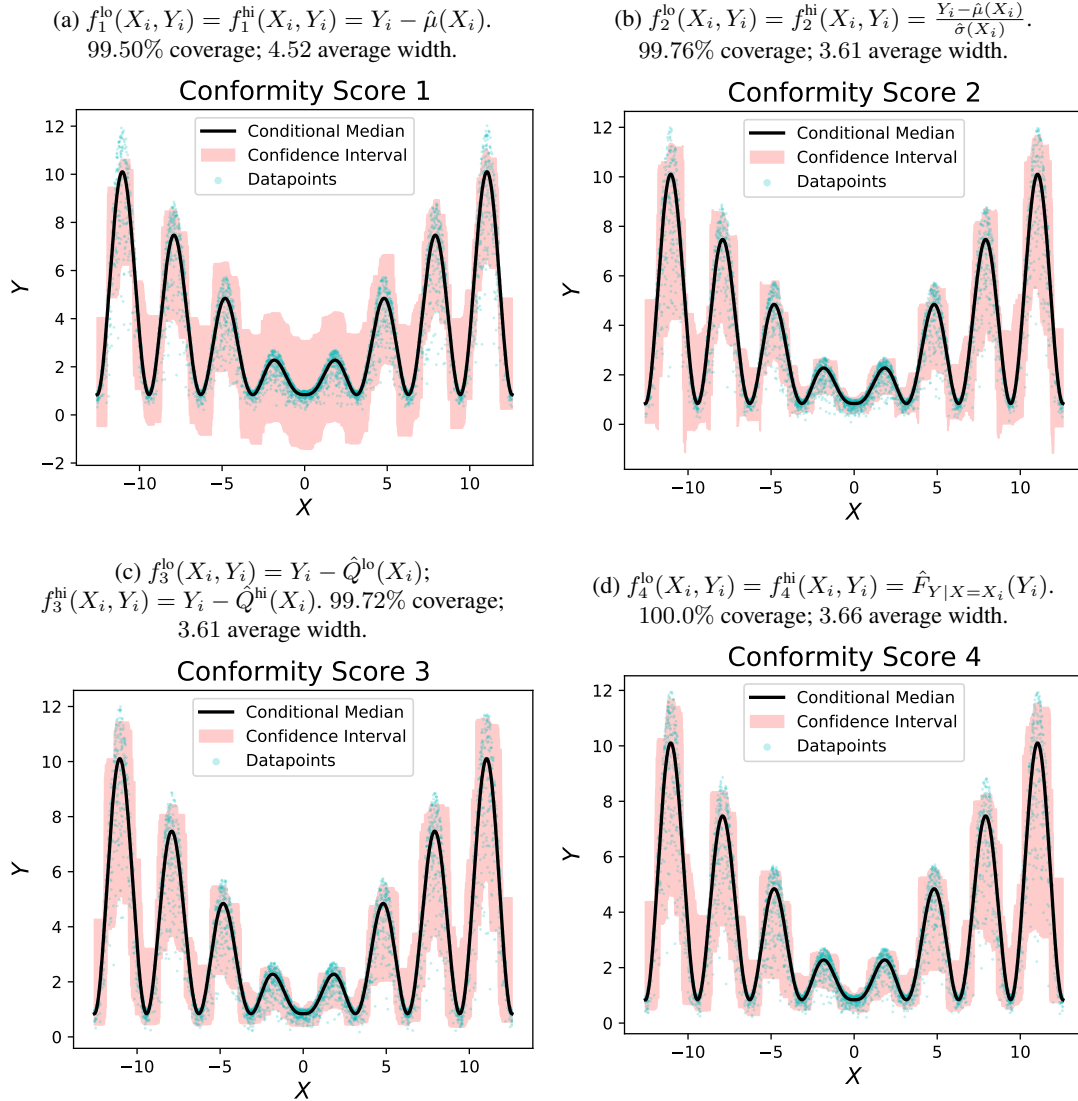 (a) $f_1^{\text{lo}}(X_i, Y_i) = f_1^{\text{hi}}(X_i, Y_i) = Y_i - \hat{\mu}(X_i)$.
99.50% coverage; 4.52 average width.
Conformity Score 1
Conditional Median
Confidence Interval
Datapoints
12
10
8
6
4
2
0
−2
Y
−10
−5
0
5
10
X
(b) $f_2^{\text{lo}}(X_i, Y_i) = f_2^{\text{hi}}(X_i, Y_i) = \frac{Y_i - \hat{\mu}(X_i)}{\hat{\sigma}(X_i)}$.
99.76% coverage; 3.61 average width.
Conformity Score 2
Conditional Median
Confidence Interval
Datapoints
12
10
8
6
4
2
0
Y
−10
−5
0
5
10
X
(c) $f_3^{\text{lo}}(X_i, Y_i) = Y_i - \hat{Q}^{\text{lo}}(X_i)$;
$f_3^{\text{hi}}(X_i, Y_i) = Y_i - \hat{Q}^{\text{hi}}(X_i)$. 99.72% coverage;
3.61 average width.
Conformity Score 3
Conditional Median
Confidence Interval
Datapoints
12
10
8
6
4
2
0
Y
−10
−5
0
5
10
X
(d) $f_4^{\text{lo}}(X_i, Y_i) = f_4^{\text{hi}}(X_i, Y_i) = \hat{F}_{Y|X=X_i}(Y_i)$.
100.0% coverage; 3.66 average width.
Conformity Score 4
Conditional Median
Confidence Interval
Datapoints
12
10
8
6
4
2
0
Y
−10
−5
0
5
10
X